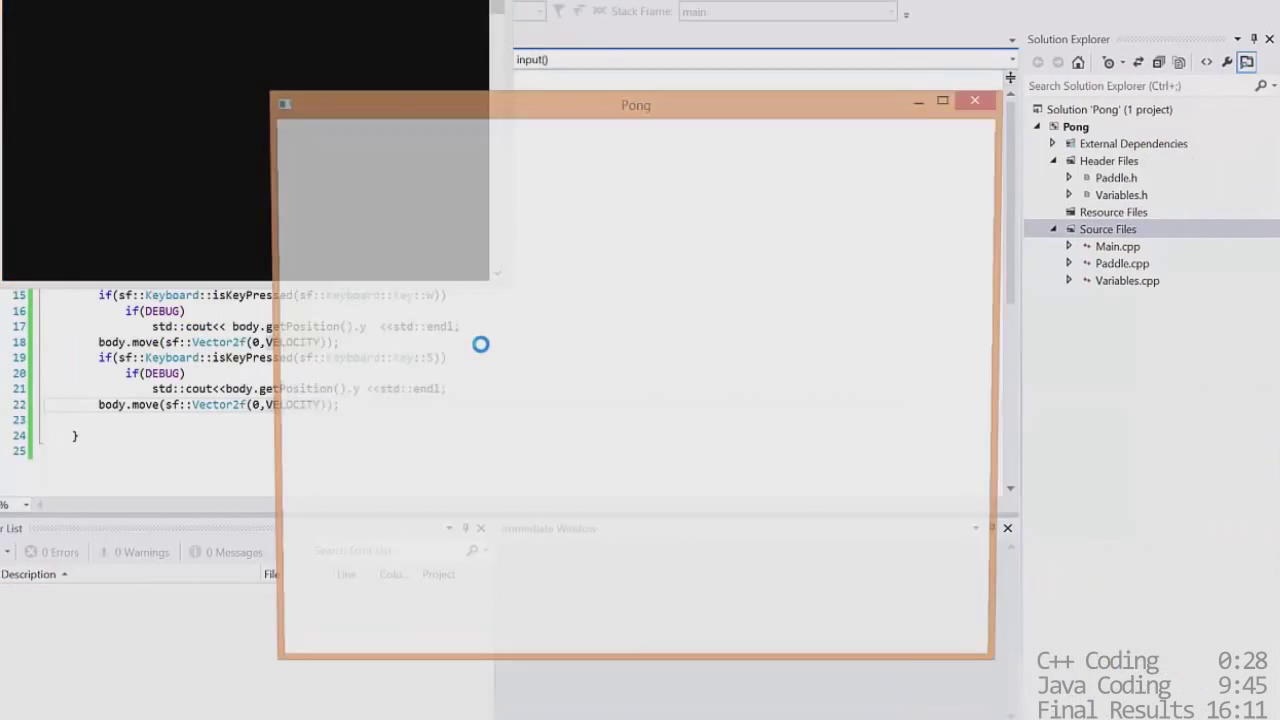 Stack Frame: main
Solution Explorer
input()
Search Solution Explorer (Ctrl+;)
Pong
Solution 'Pong' (1 project)
Pong
External Dependencies
Header Files
Paddle.h
Variables.h
Resource Files
Source Files
Main.cpp
Paddle.cpp
Variables.cpp
15 if(sf::Keyboard::isKeyPressed(sf::Keyboard::Key::W))
16 if(DEBUG)
17 std::cout<< body.getPosition().y <<std::endl;
18 body.move(sf::Vector2f(0,VELOCITY));
19 if(sf::Keyboard::isKeyPressed(sf::Keyboard::Key::S))
20 if(DEBUG)
21 std::cout<<body.getPosition().y <<std::endl;
22 body.move(sf::Vector2f(0,VELOCITY));
23
24 }
25
%
r List
Immediate Window
0 Errors 0 Warnings 0 Messages
Search Error List
Description File Line Colu... Project
C++ Coding 0:28
Java Coding 9:45
Final Results 16:11